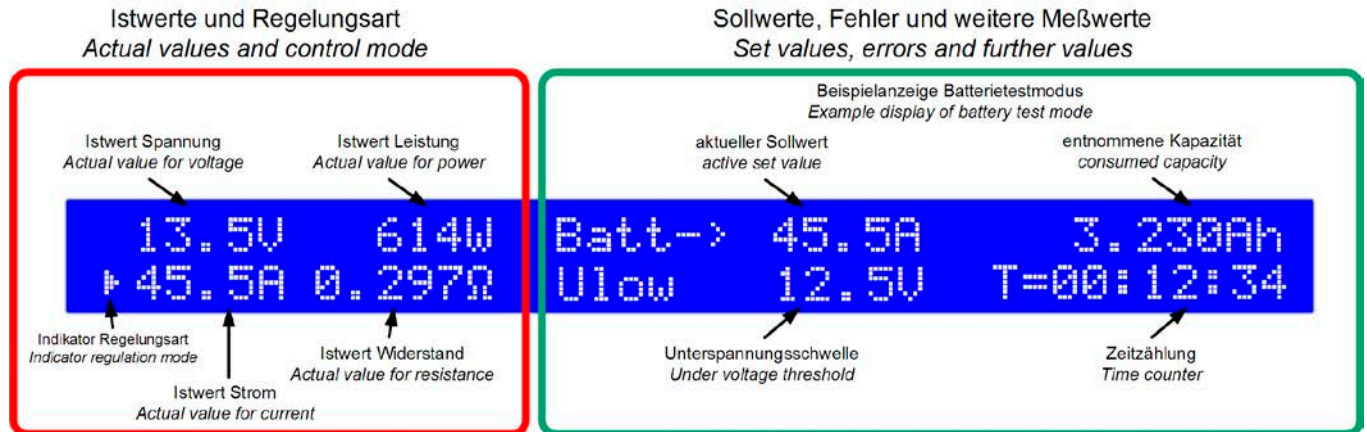 Istwerte und Regelungsart
Actual values and control mode
Sollwerte, Fehler und weitere Meßwerte
Set values, errors and further values
Beispielanzeige Batterietestmodus
Example display of battery test mode
Istwert Spannung
Actual value for voltage
Istwert Leistung
Actual value for power
aktueller Sollwert
active set value
entnommene Kapazität
consumed capacity
13.5V 614W Batt-> 45.5A 3.230Ah
45.5A 0.297Ω Ulow 12.5V T=00:12:34
Indikator Regelungsart
Indicator regulation mode
Istwert Strom
Actual value for current
Istwert Widerstand
Actual value for resistance
Unterspannungsschwelle
Under voltage threshold
Zeitzählung
Time counter